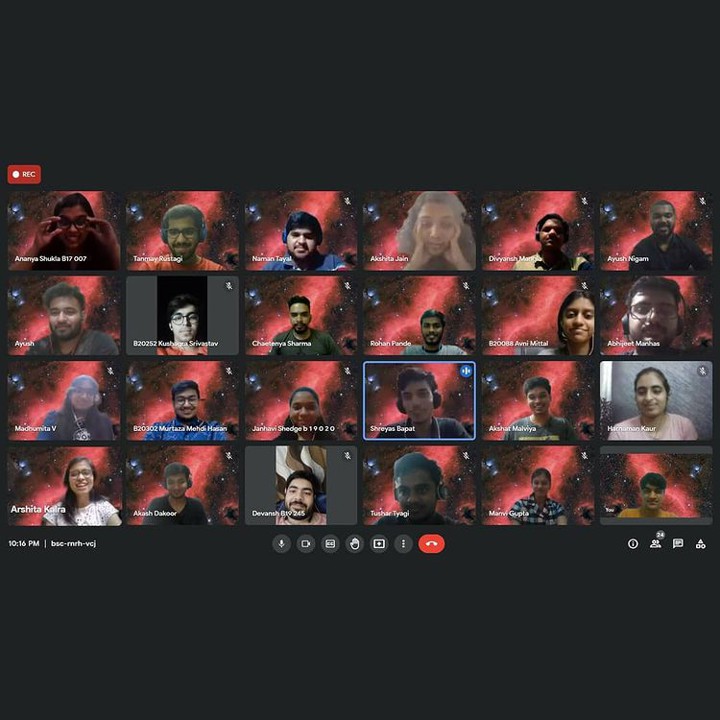 REC
Ananya Shukla B17 007
Tanmay Rustagi
Naman Tayal
Akshita Jain
Divyansh
Ayush Nigam
Ayush
B20252 Kushagra Srivastav
Chaetanya Sharma
Rohan Pande
B20088 Avni Mittal
Abhijeet Manhas
Madhumita V
B20302 Murtaza Mehdi Hasan
Janhavi Shedge b 1 9 0 2 0
Shreyas Bapat
Akshat Malviya
Harnaman Kaur
Arshita Kalra
Akash Dakoor
Devansh B19 245
Tushar Tyagi
Manvi Gupta
You
10:16 PM | bsc-rnrh-vcj
24